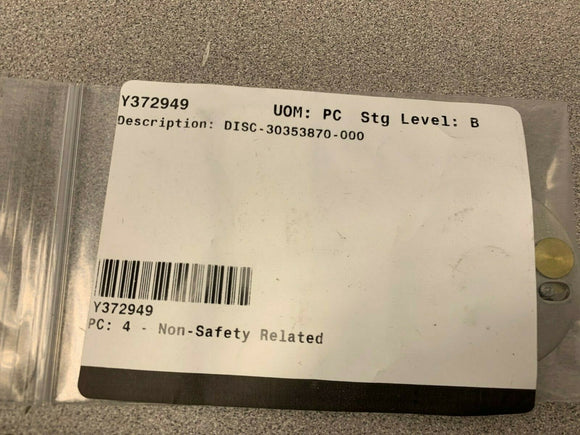 Y372949 UOM: PC Stg Level: B
Description: DISC-30353870-000
Y372949
PC: 4 - Non-Safety Related